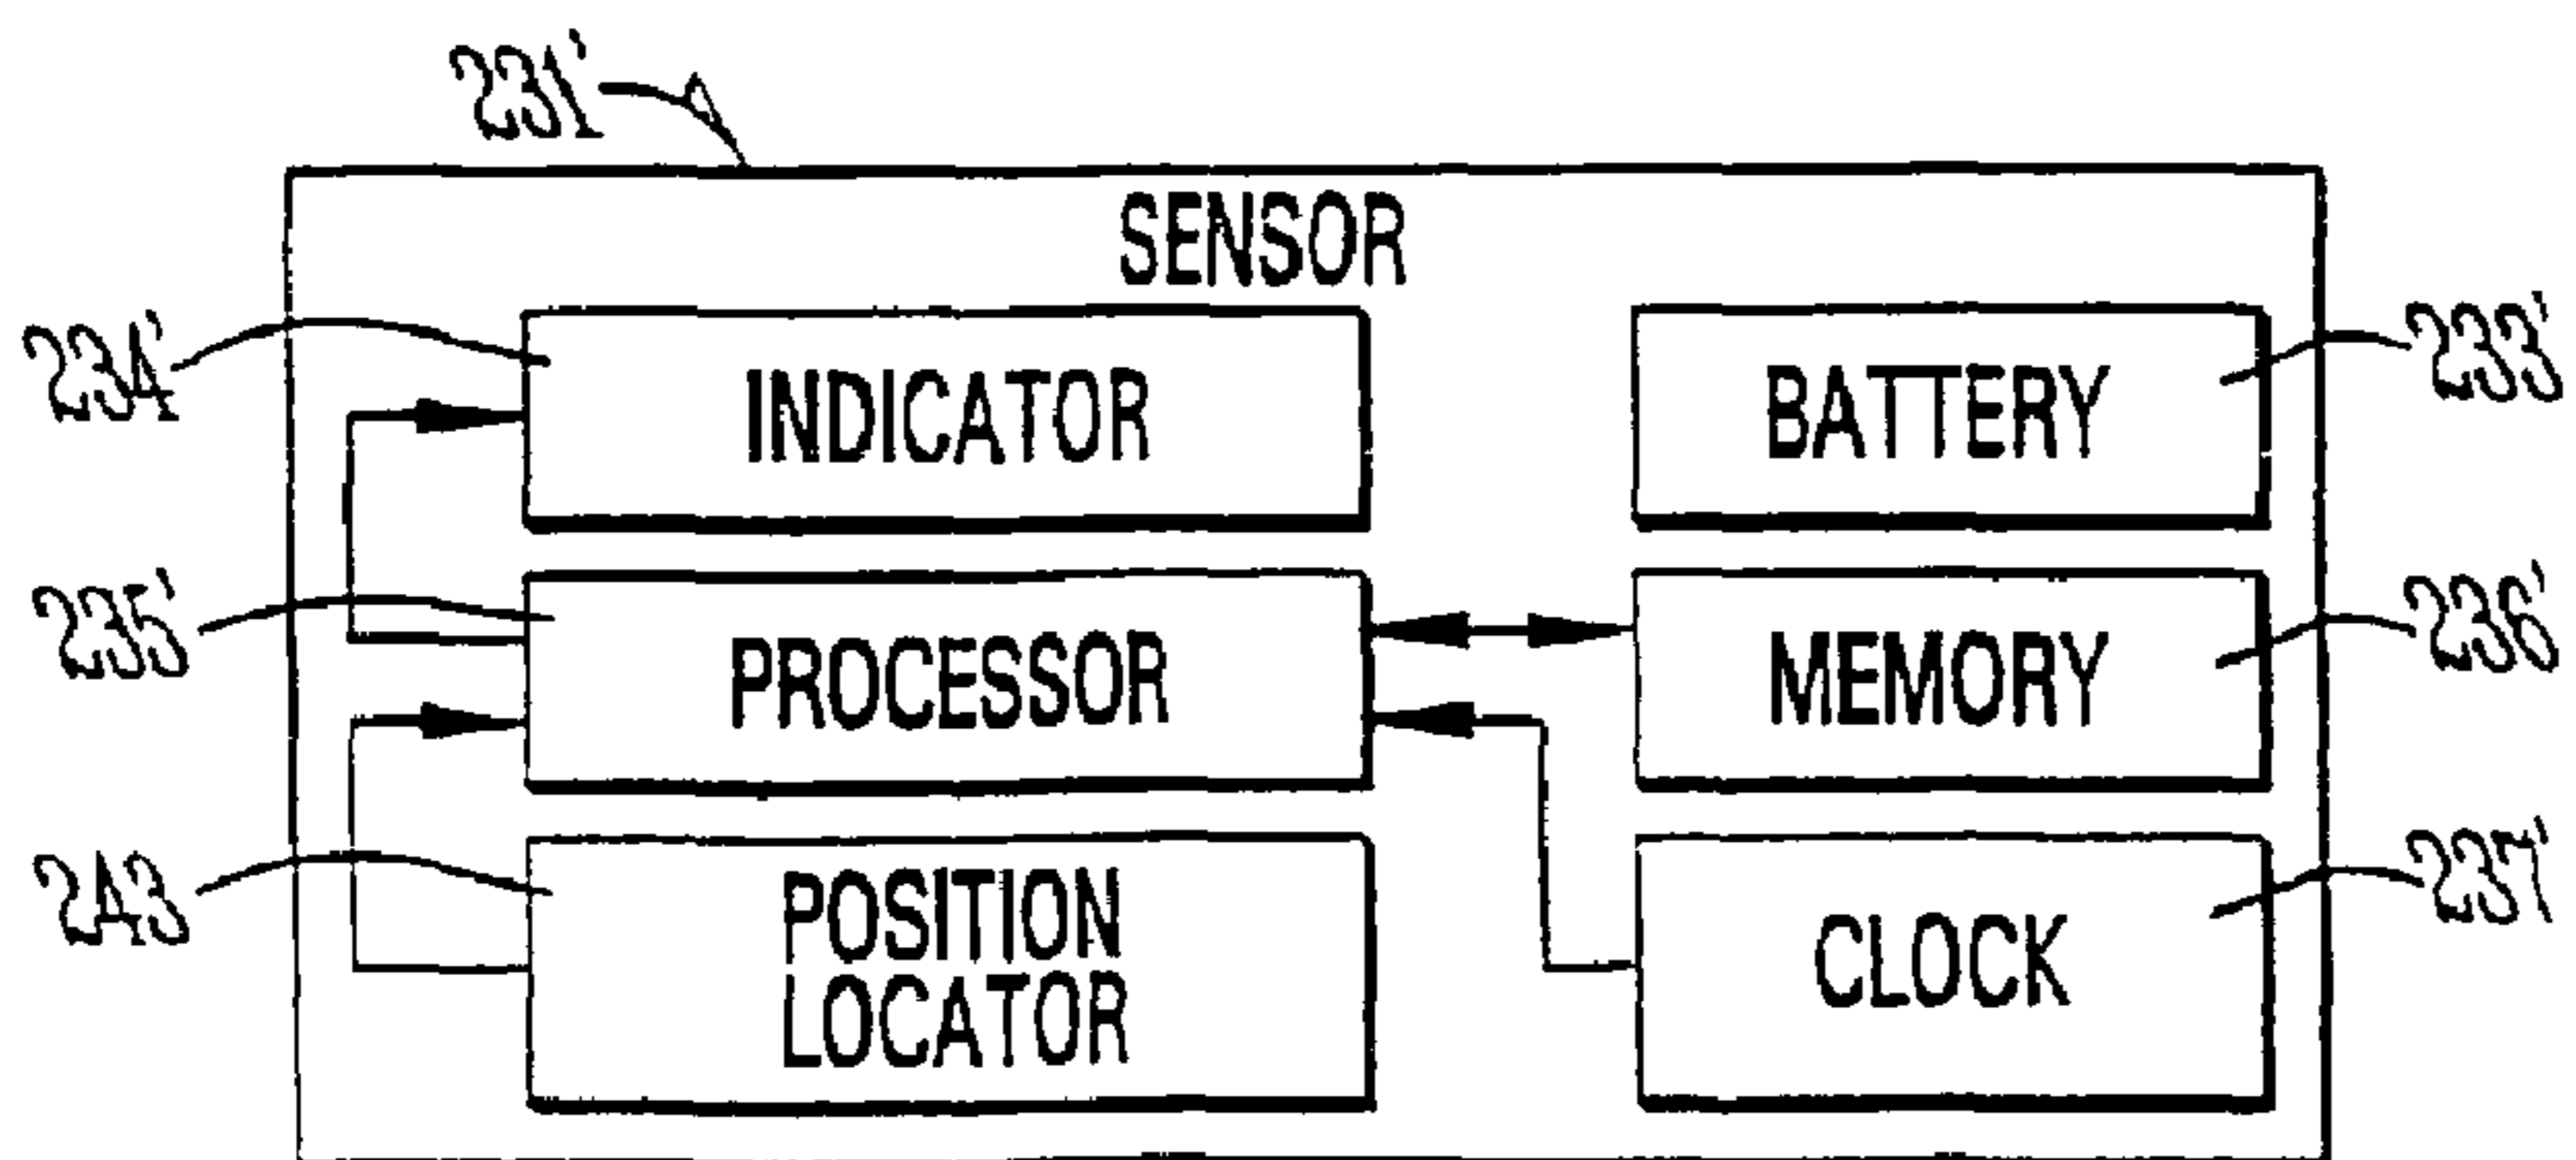 231'
SENSOR
234'
INDICATOR
BATTERY
233'
235'
PROCESSOR
MEMORY
236'
243
POSITION
LOCATOR
CLOCK
237'